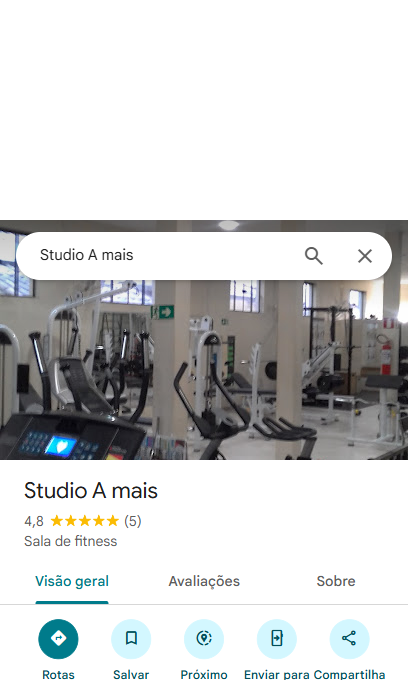 Studio A mais
Studio A mais
4,8 (5)
Sala de fitness
Visão geral Avaliações Sobre
Rotas Salvar Próximo Enviar para Compartilha